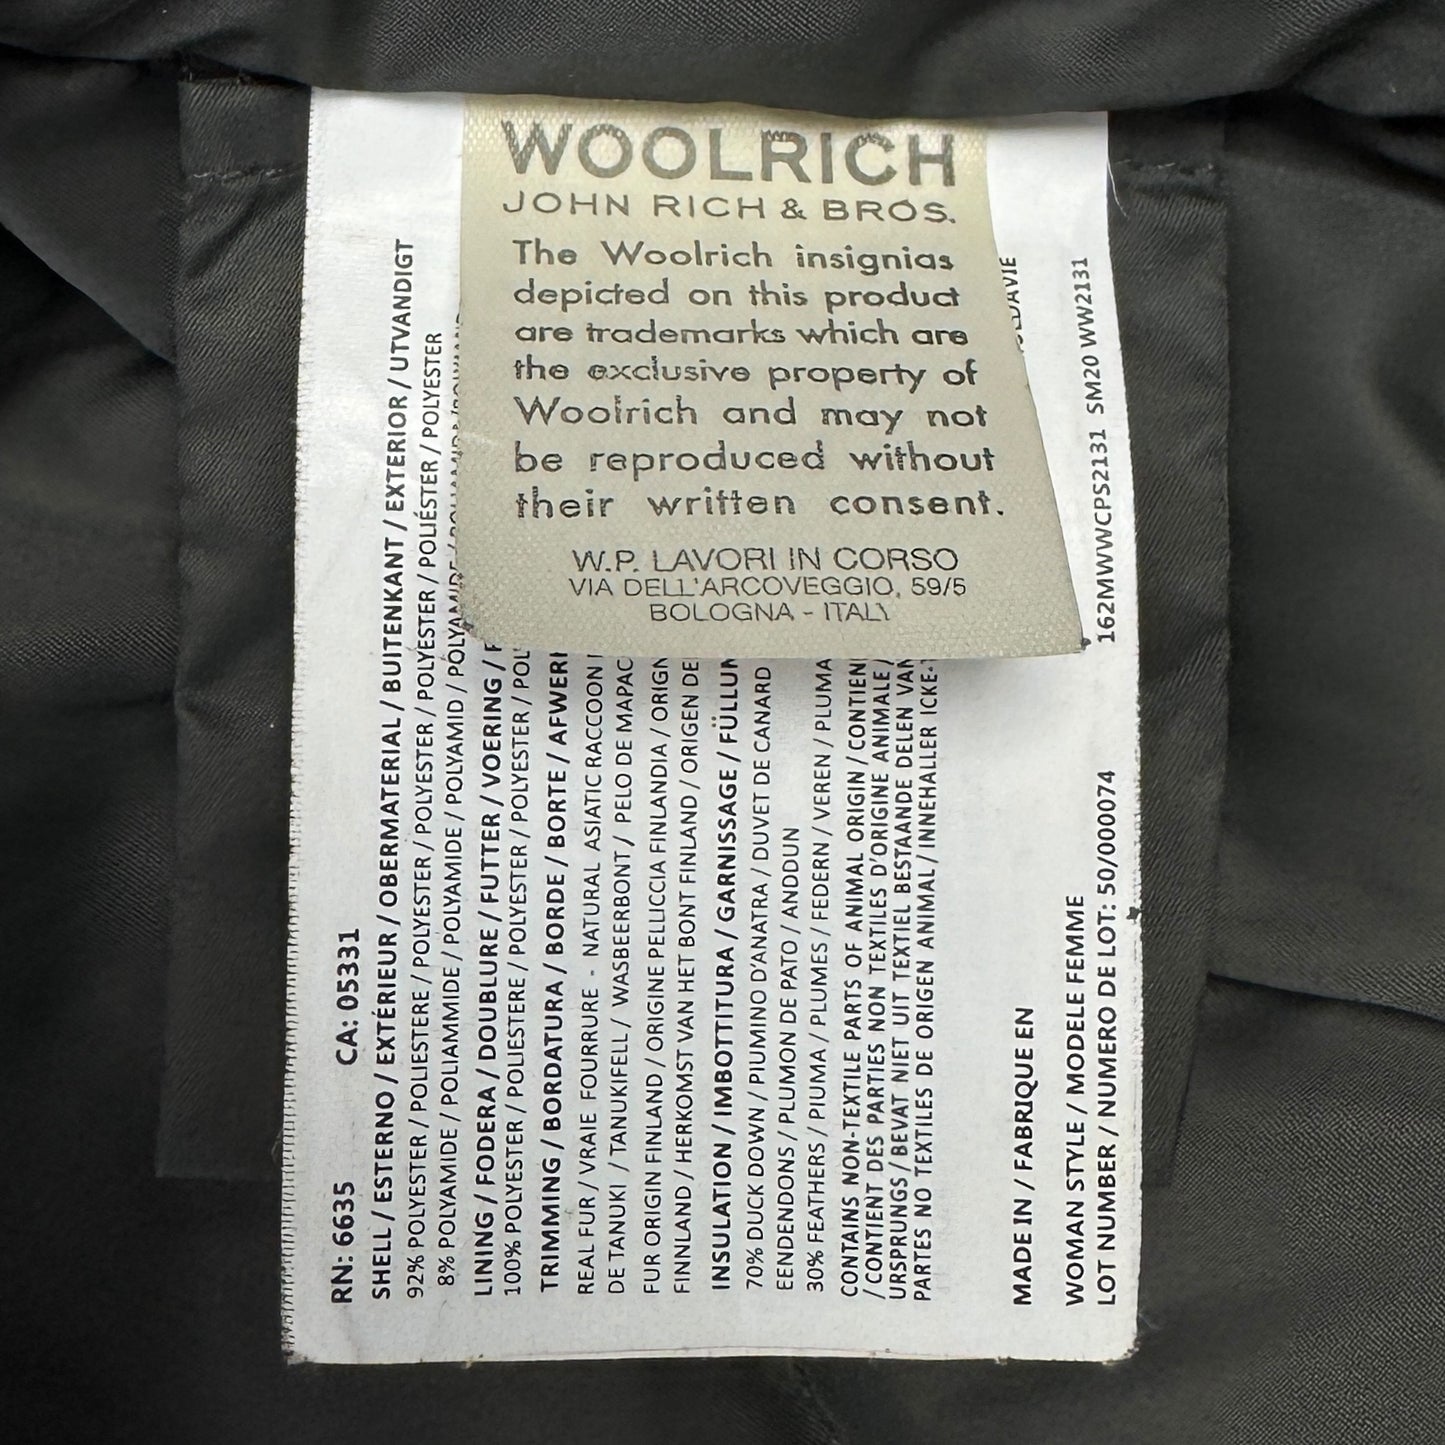 WOOLRICH
JOHN RICH & BROS.
The Woolrich insignias
depicted on this product
are trademarks which are
the exclusive property of
Woolrich and may not
be reproduced without
their written consent.
W.P. LAVORI IN CORSO
VIA DELL'ARCOVEGGIO, 59/5
BOLOGNA - ITALY
RN: 6635 CA: 05331
SHELL / ESTERNO / EXTÉRIEUR / OBERMATERIAL / BUITENKANT / EXTERIOR / UTVANDIGT
92% POLYESTER / POLIESTERE / POLYESTER / POLYESTER / POLYESTER / POLIÉSTER / POLYESTER
8% POLYAMIDE / POLIAMMIDE / POLYAMIDE / POLYAMID / POLYAMIDE / POLIAMIDA / POLYAMID
LINING / FODERA / DOUBLURE / FUTTER / VOERING /
100% POLYESTER / POLIESTERE / POLYESTER / POLYESTER /
TRIMMING / BORDATURA / BORDE / BORTE /
REAL FUR / VRAIE FOURRURE - NATURAL ASIATIC RACCOON
DE TANUKI / TANUKIFELL / WASBEERBONT / PELO DE
FUR ORIGIN FINLAND / ORIGINE PELLICCIA FINLANDIA /
FINNLAND / HERKOMST VAN HET BONT FINLAND / ORIGEN
INSULATION / IMBOTTITURA / GARNISSAGE /
70% DUCK DOWN / PIUMINO D'ANATRA / DUVET DE CANARD
EENDENDONS / PLUMON DE PATO / ANDDUN
30% FEATHERS / PIUMA / PLUMES / FEDERN / VEREN / PLUMA
CONTAINS NON-TEXTILE PARTS OF ANIMAL ORIGIN /
/ CONTIENT DES PARTIES NON TEXTILES D'ORIGINE ANIMALE /
URSPRUNGS / BEVAT NIET UIT TEXTIEL BESTAANDE DELEN
PARTES NO TEXTILES DE ORIGEN ANIMAL / INNEHALLER ICKE-
MADE IN / FABRIQUE EN
WOMAN STYLE / MODELE FEMME
162MWWCPS2131 SM20 WW2131
LOT NUMBER / NUMERO DE LOT: 50/000074